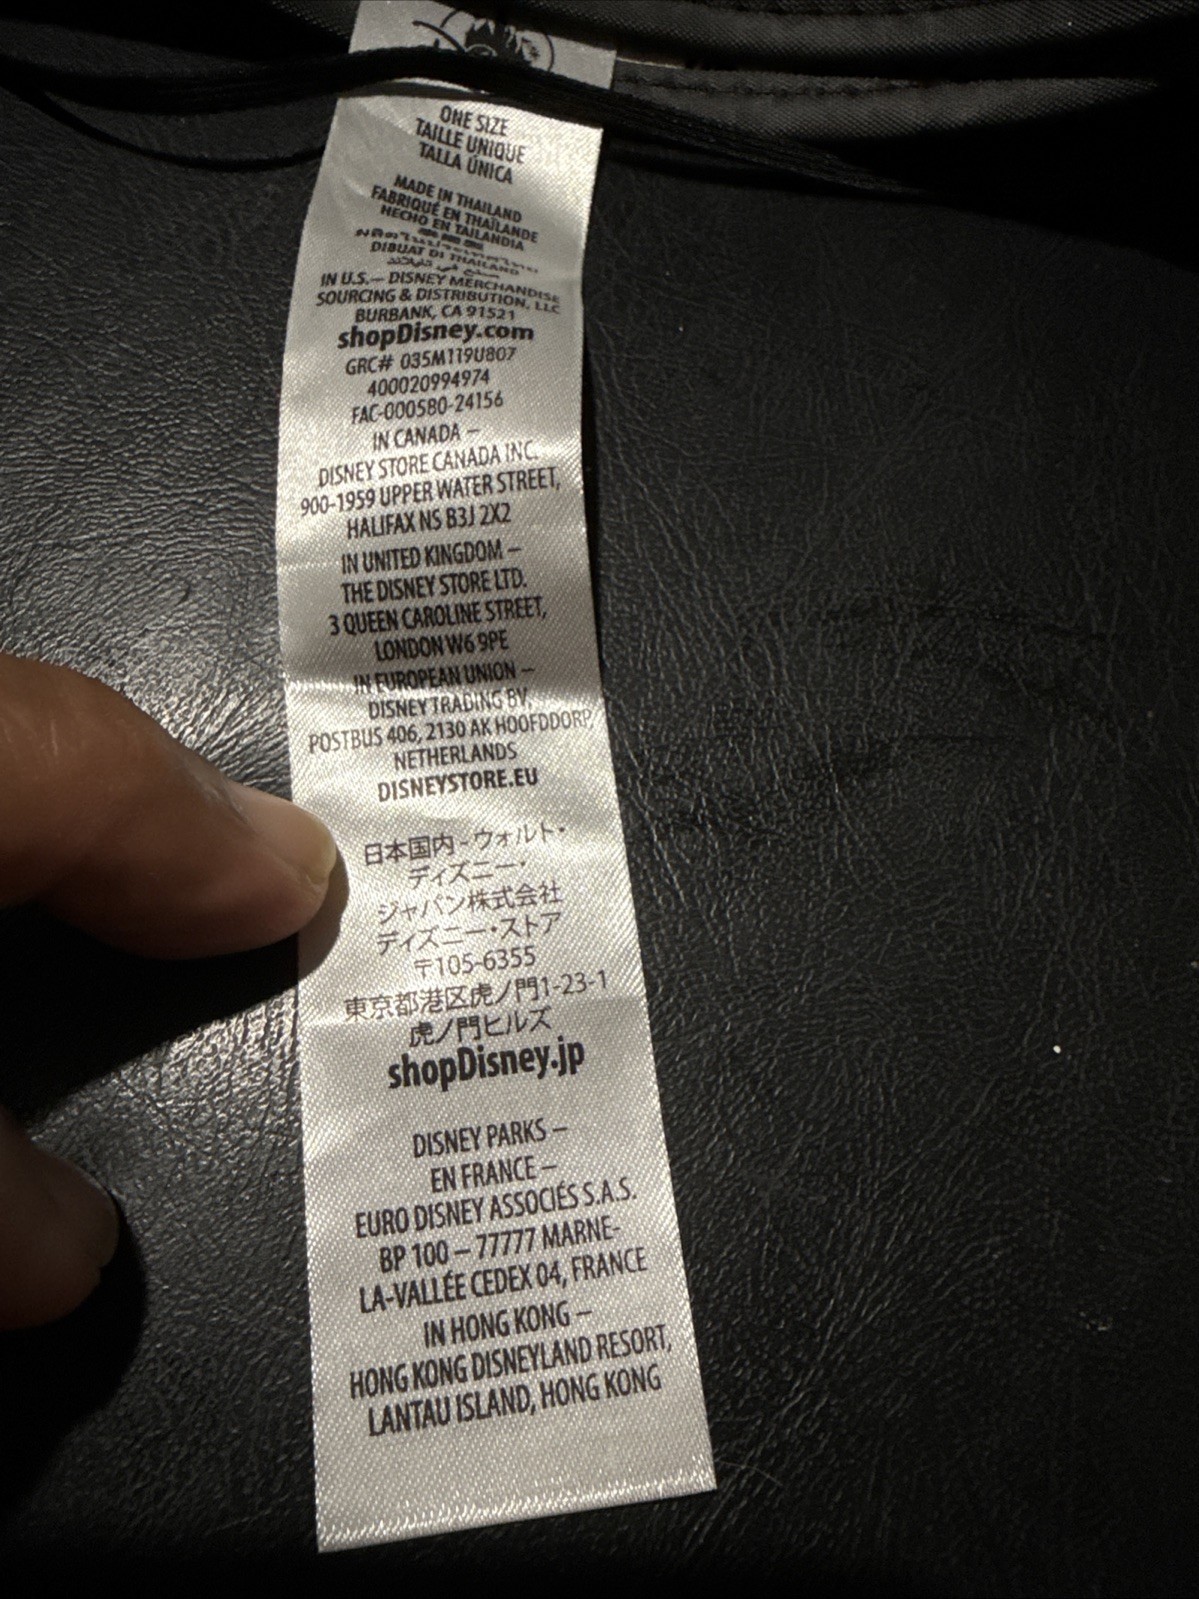 ONE SIZE
TAILLE UNIQUE
TALLA ÚNICA
MADE IN THAILAND
FABRIQUÉ EN THAÏLANDE
HECHO EN TAILANDIA
DIBUAT DI THAILAND
IN U.S.— DISNEY MERCHANDISE
SOURCING & DISTRIBUTION, LLC
BURBANK, CA 91521
shopDisney.com
GRC# 035M119U807
400020994974
FAC-000580-24156
IN CANADA –
DISNEY STORE CANADA INC.
900-1959 UPPER WATER STREET,
HALIFAX NS B3J 2X2
IN UNITED KINGDOM –
THE DISNEY STORE LTD.
3 QUEEN CAROLINE STREET,
LONDON W6 9PE
IN EUROPEAN UNION –
DISNEY TRADING BV,
POSTBUS 406, 2130 AK HOOFDDORP,
NETHERLANDS
DISNEYSTORE.EU
日本国内 - ウォルト・
ディズニー・
ジャパン株式会社
ディズニー・ストア
〒105-6355
東京都港区虎ノ門1-23-1
虎ノ門ヒルズ
shopDisney.jp
DISNEY PARKS –
EN FRANCE –
EURO DISNEY ASSOCIÉS S.A.S.
BP 100 – 77777 MARNE-
LA-VALLÉE CEDEX 04, FRANCE
IN HONG KONG –
HONG KONG DISNEYLAND RESORT,
LANTAU ISLAND, HONG KONG